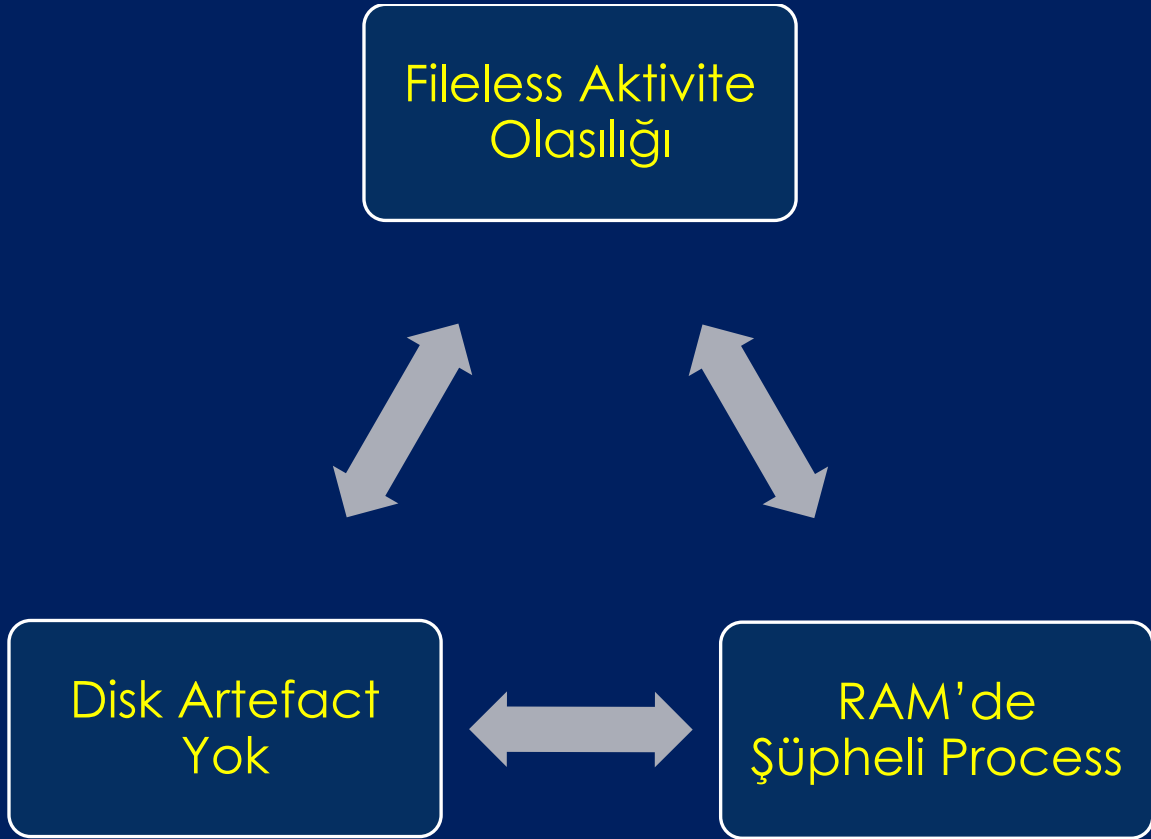 Fileless Aktivite
Olasılığı
Disk Artefact
Yok
RAM’de
Şüpheli Process